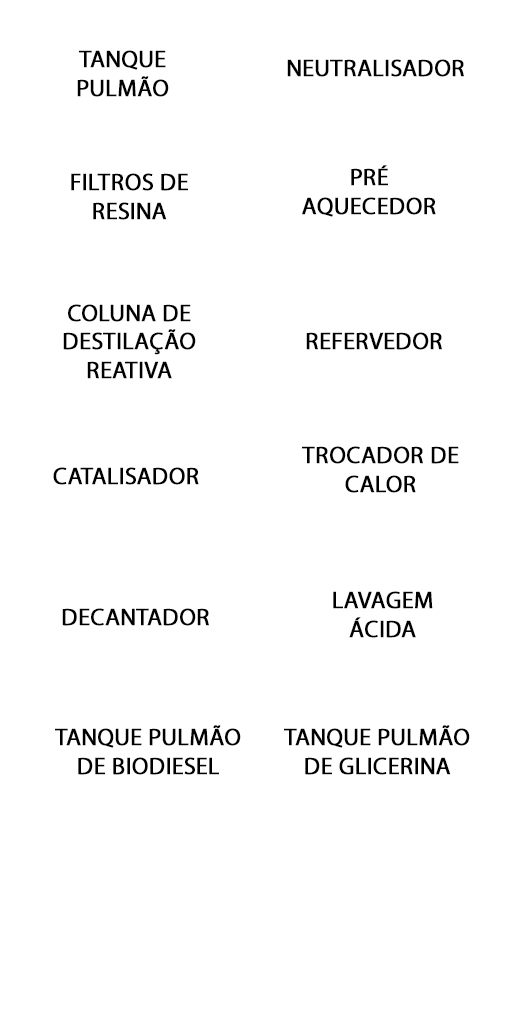 TANQUE
PULMÃO
NEUTRALISADOR
FILTROS DE
RESINA
PRÉ
AQUECEDOR
COLUNA DE
DESTILAÇÃO
REATIVA
REFERVEDOR
CATALISADOR
TROCADOR DE
CALOR
DECANTADOR
LAVAGEM
ÁCIDA
TANQUE PULMÃO
DE BIODIESEL
TANQUE PULMÃO
DE GLICERINA